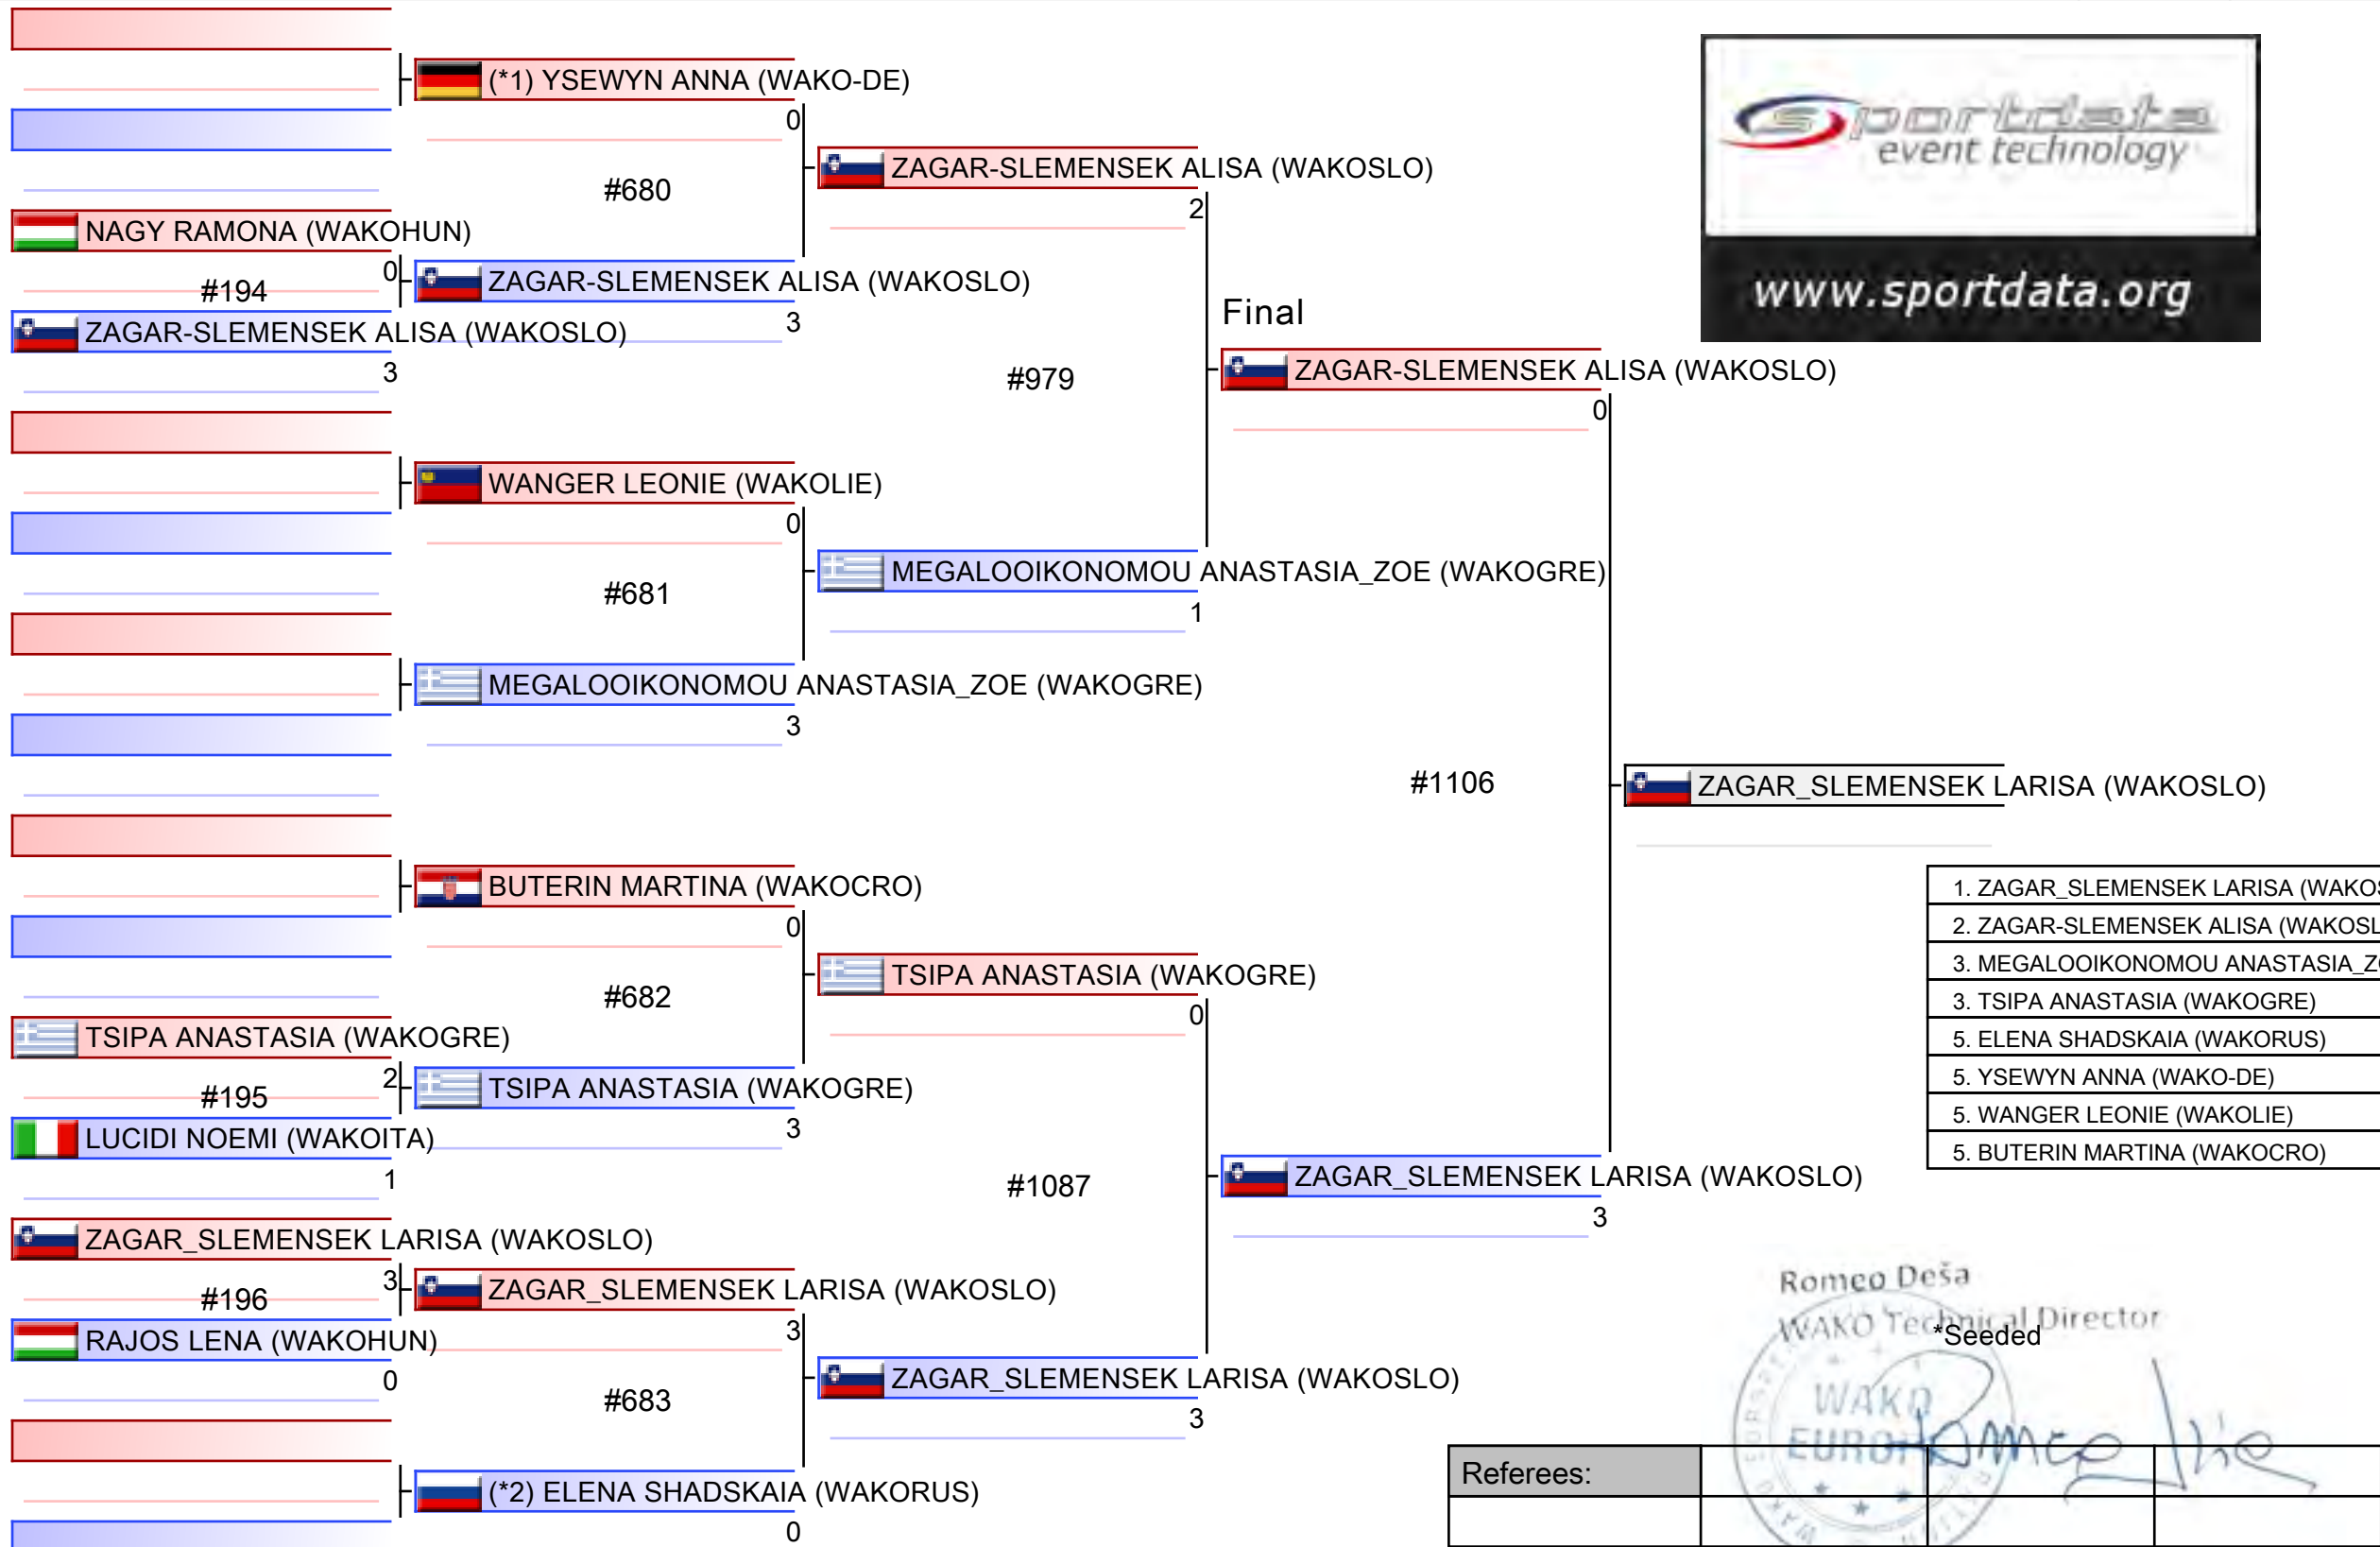 (*1) YSEWYN ANNA (WAKO-DE)
0
#680
NAGY RAMONA (WAKOHUN)
0
#194
ZAGAR-SLEMENSEK ALISA (WAKOSLO)
3
ZAGAR-SLEMENSEK ALISA (WAKOSLO)
3
ZAGAR-SLEMENSEK ALISA (WAKOSLO)
2
#979
WANGER LEONIE (WAKOLIE)
0
#681
MEGALOOIKONOMOU ANASTASIA_ZOE (WAKOGRE)
3
MEGALOOIKONOMOU ANASTASIA_ZOE (WAKOGRE)
1
Final
ZAGAR-SLEMENSEK ALISA (WAKOSLO)
0
#1106
BUTERIN MARTINA (WAKOCRO)
0
#682
TSIPA ANASTASIA (WAKOGRE)
2
#195
LUCIDI NOEMI (WAKOITA)
1
TSIPA ANASTASIA (WAKOGRE)
3
TSIPA ANASTASIA (WAKOGRE)
0
#1087
ZAGAR_SLEMENSEK LARISA (WAKOSLO)
3
#196
RAJOS LENA (WAKOHUN)
0
ZAGAR_SLEMENSEK LARISA (WAKOSLO)
3
#683
(*2) ELENA SHADSKAIA (WAKORUS)
0
ZAGAR_SLEMENSEK LARISA (WAKOSLO)
3
ZAGAR_SLEMENSEK LARISA (WAKOSLO)
3
ZAGAR_SLEMENSEK LARISA (WAKOSLO)
sportdata
event technology
www.sportdata.org
1. ZAGAR_SLEMENSEK LARISA (WAKOS
2. ZAGAR-SLEMENSEK ALISA (WAKOSL
3. MEGALOOIKONOMOU ANASTASIA_ZO
3. TSIPA ANASTASIA (WAKOGRE)
5. ELENA SHADSKAIA (WAKORUS)
5. YSEWYN ANNA (WAKO-DE)
5. WANGER LEONIE (WAKOLIE)
5. BUTERIN MARTINA (WAKOCRO)
Romeo Deša
WAKO Technical Director
*Seeded
WAKO
Referees: